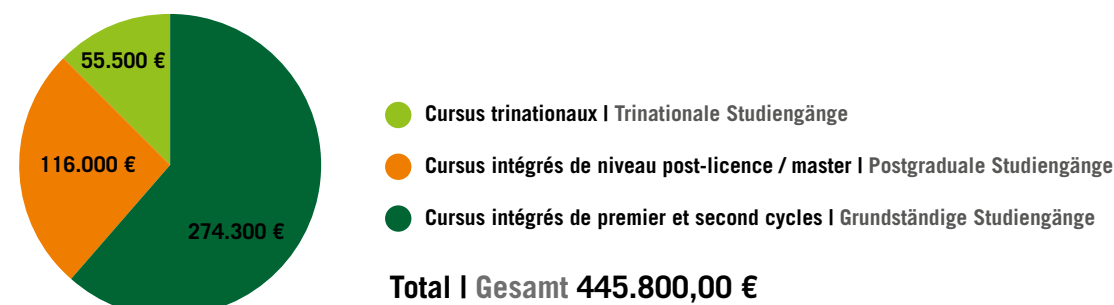 55.500 €
116.000 €
274.300 €
Cursus trinationaux I Trinationale Studiengänge
Cursus intégrés de niveau post-licence / master I Postgraduale Studiengänge
Cursus intégrés de premier et second cycles I Grundständige Studiengänge
Total I Gesamt 445.800,00 €